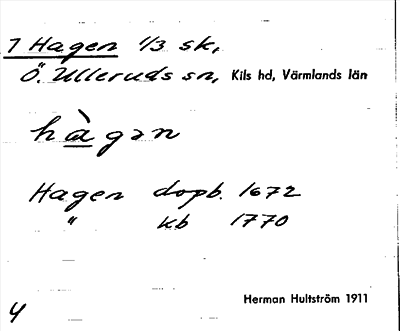 7 Hagen 1/3 sk,
Ö. Ulleruds sn, Kils hd, Värmlands län
hàgən
Hagen dopb. 1672
" kb 1770
Herman Hultström 1911
4